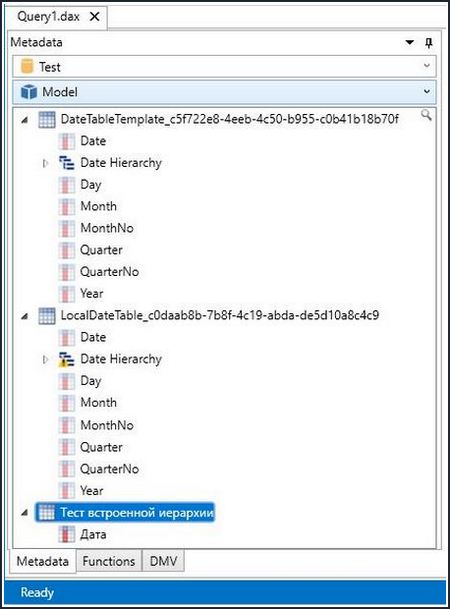 Query1.dax
Metadata
Test
Model
DateTableTemplate_c5f722e8-4eeb-4c50-b955-c0b41b18b70f
Date
Date Hierarchy
Day
Month
MonthNo
Quarter
QuarterNo
Year
LocalDateTable_c0daab8b-7b8f-4c19-abda-de5d10a8c4c9
Date
Date Hierarchy
Day
Month
MonthNo
Quarter
QuarterNo
Year
Тест встроенной иерархии
Дата
Metadata Functions DMV
Ready